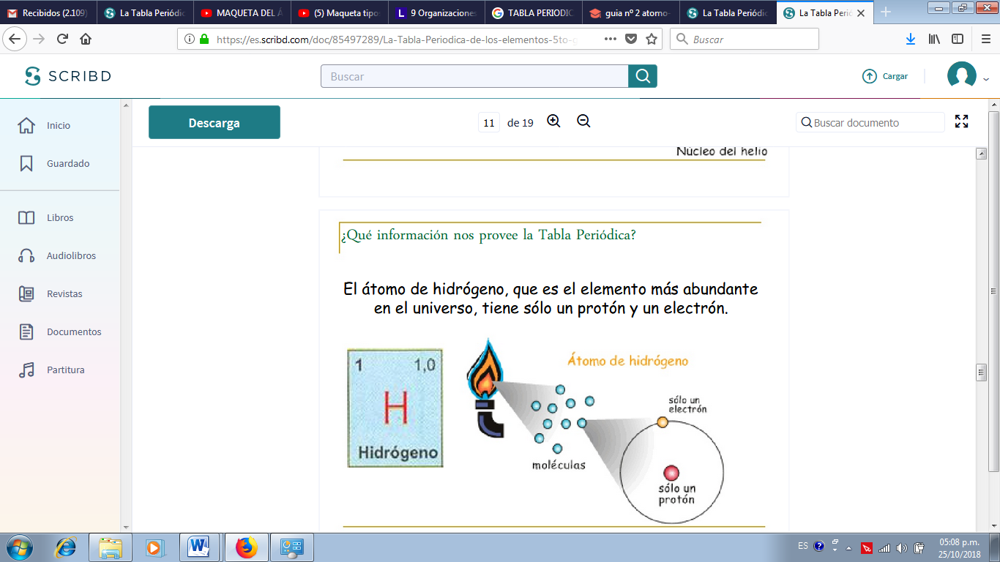 Recibidos (2.109)
La Tabla Periódic
MAQUETA DEL Á
(5) Maqueta tipo
9 Organizaciones
TABLA PERIODIC
guia nº 2 atomo-
La Tabla Periódic
La Tabla Perió
https://es.scribd.com/doc/85497289/La-Tabla-Periodica-de-los-elementos-5to-g
Buscar
SCRIBD
Buscar
Cargar
Inicio
Guardado
Libros
Audiolibros
Revistas
Documentos
Partitura
Descarga
11 de 19
Buscar documento
Núcleo del helio
¿Qué información nos provee la Tabla Periódica?
El átomo de hidrógeno, que es el elemento más abundante
en el universo, tiene sólo un protón y un electrón.
1 1,0
H
Hidrógeno
Átomo de hidrógeno
moléculas
sólo un
electrón
sólo un
protón
ES
05:08 p.m.
25/10/2018